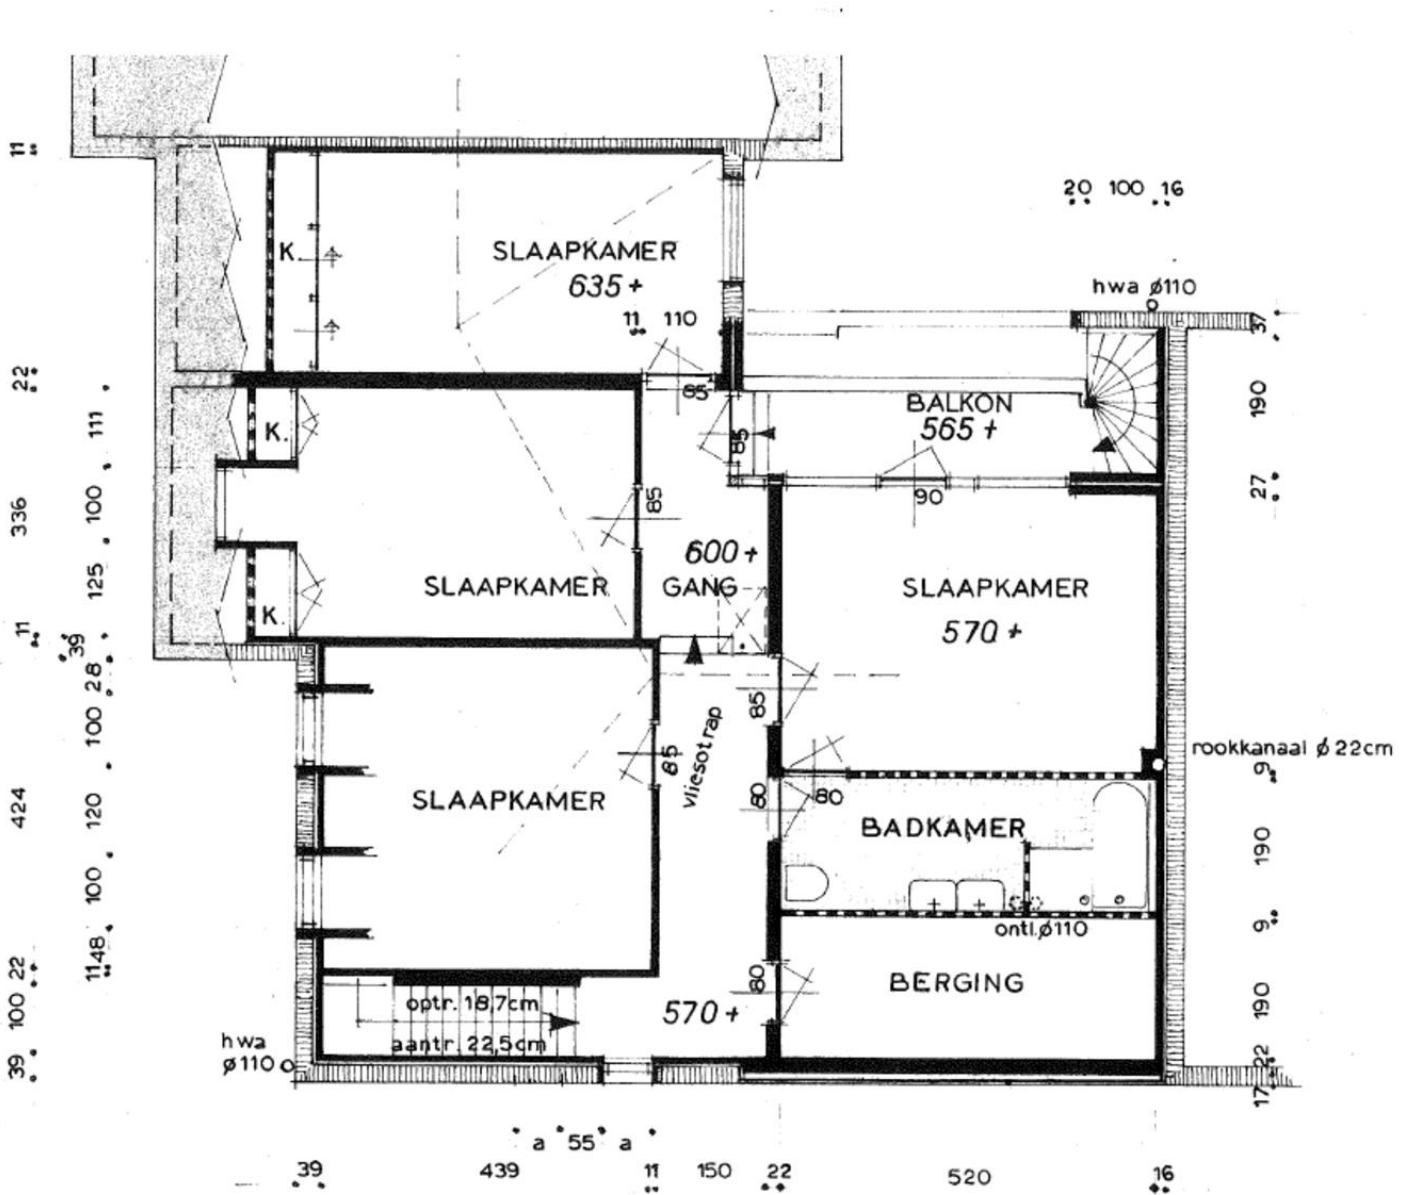 11
20 100 16
K.
SLAAPKAMER
635+
hwa ø110
11 110
37
22
85
BALKON
565+
190
111
K.
85
90
27
336
100
85
600+
125
SLAAPKAMER
GANG
SLAAPKAMER
570+
K.
11
39
28
100
85
vliesotrap
85
rookkanaal ø 22cm
9
424
120
SLAAPKAMER
80
80
BADKAMER
190
100
ontl.ø110
9
1148
22
80
BERGING
optr. 18,7cm
570+
100
190
aantr. 22,5cm
hwa
ø110
39
22
17
a 55 a
39 439 11 150 22 520 16